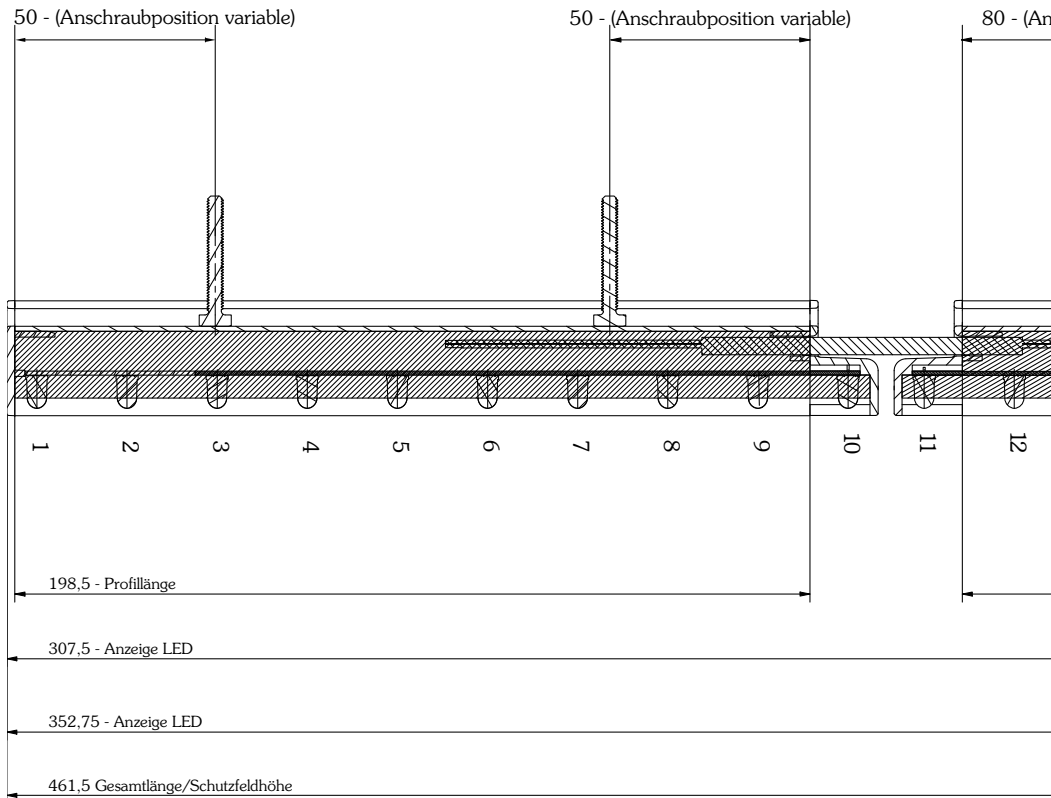 50 - (Anschraubposition variable)
50 - (Anschraubposition variable)
80 - (An
1
2
3
4
5
6
7
8
9
10
11
12
198,5 - Profillänge
307,5 - Anzeige LED
352,75 - Anzeige LED
461,5 Gesamtlänge/Schutzfeldhöhe